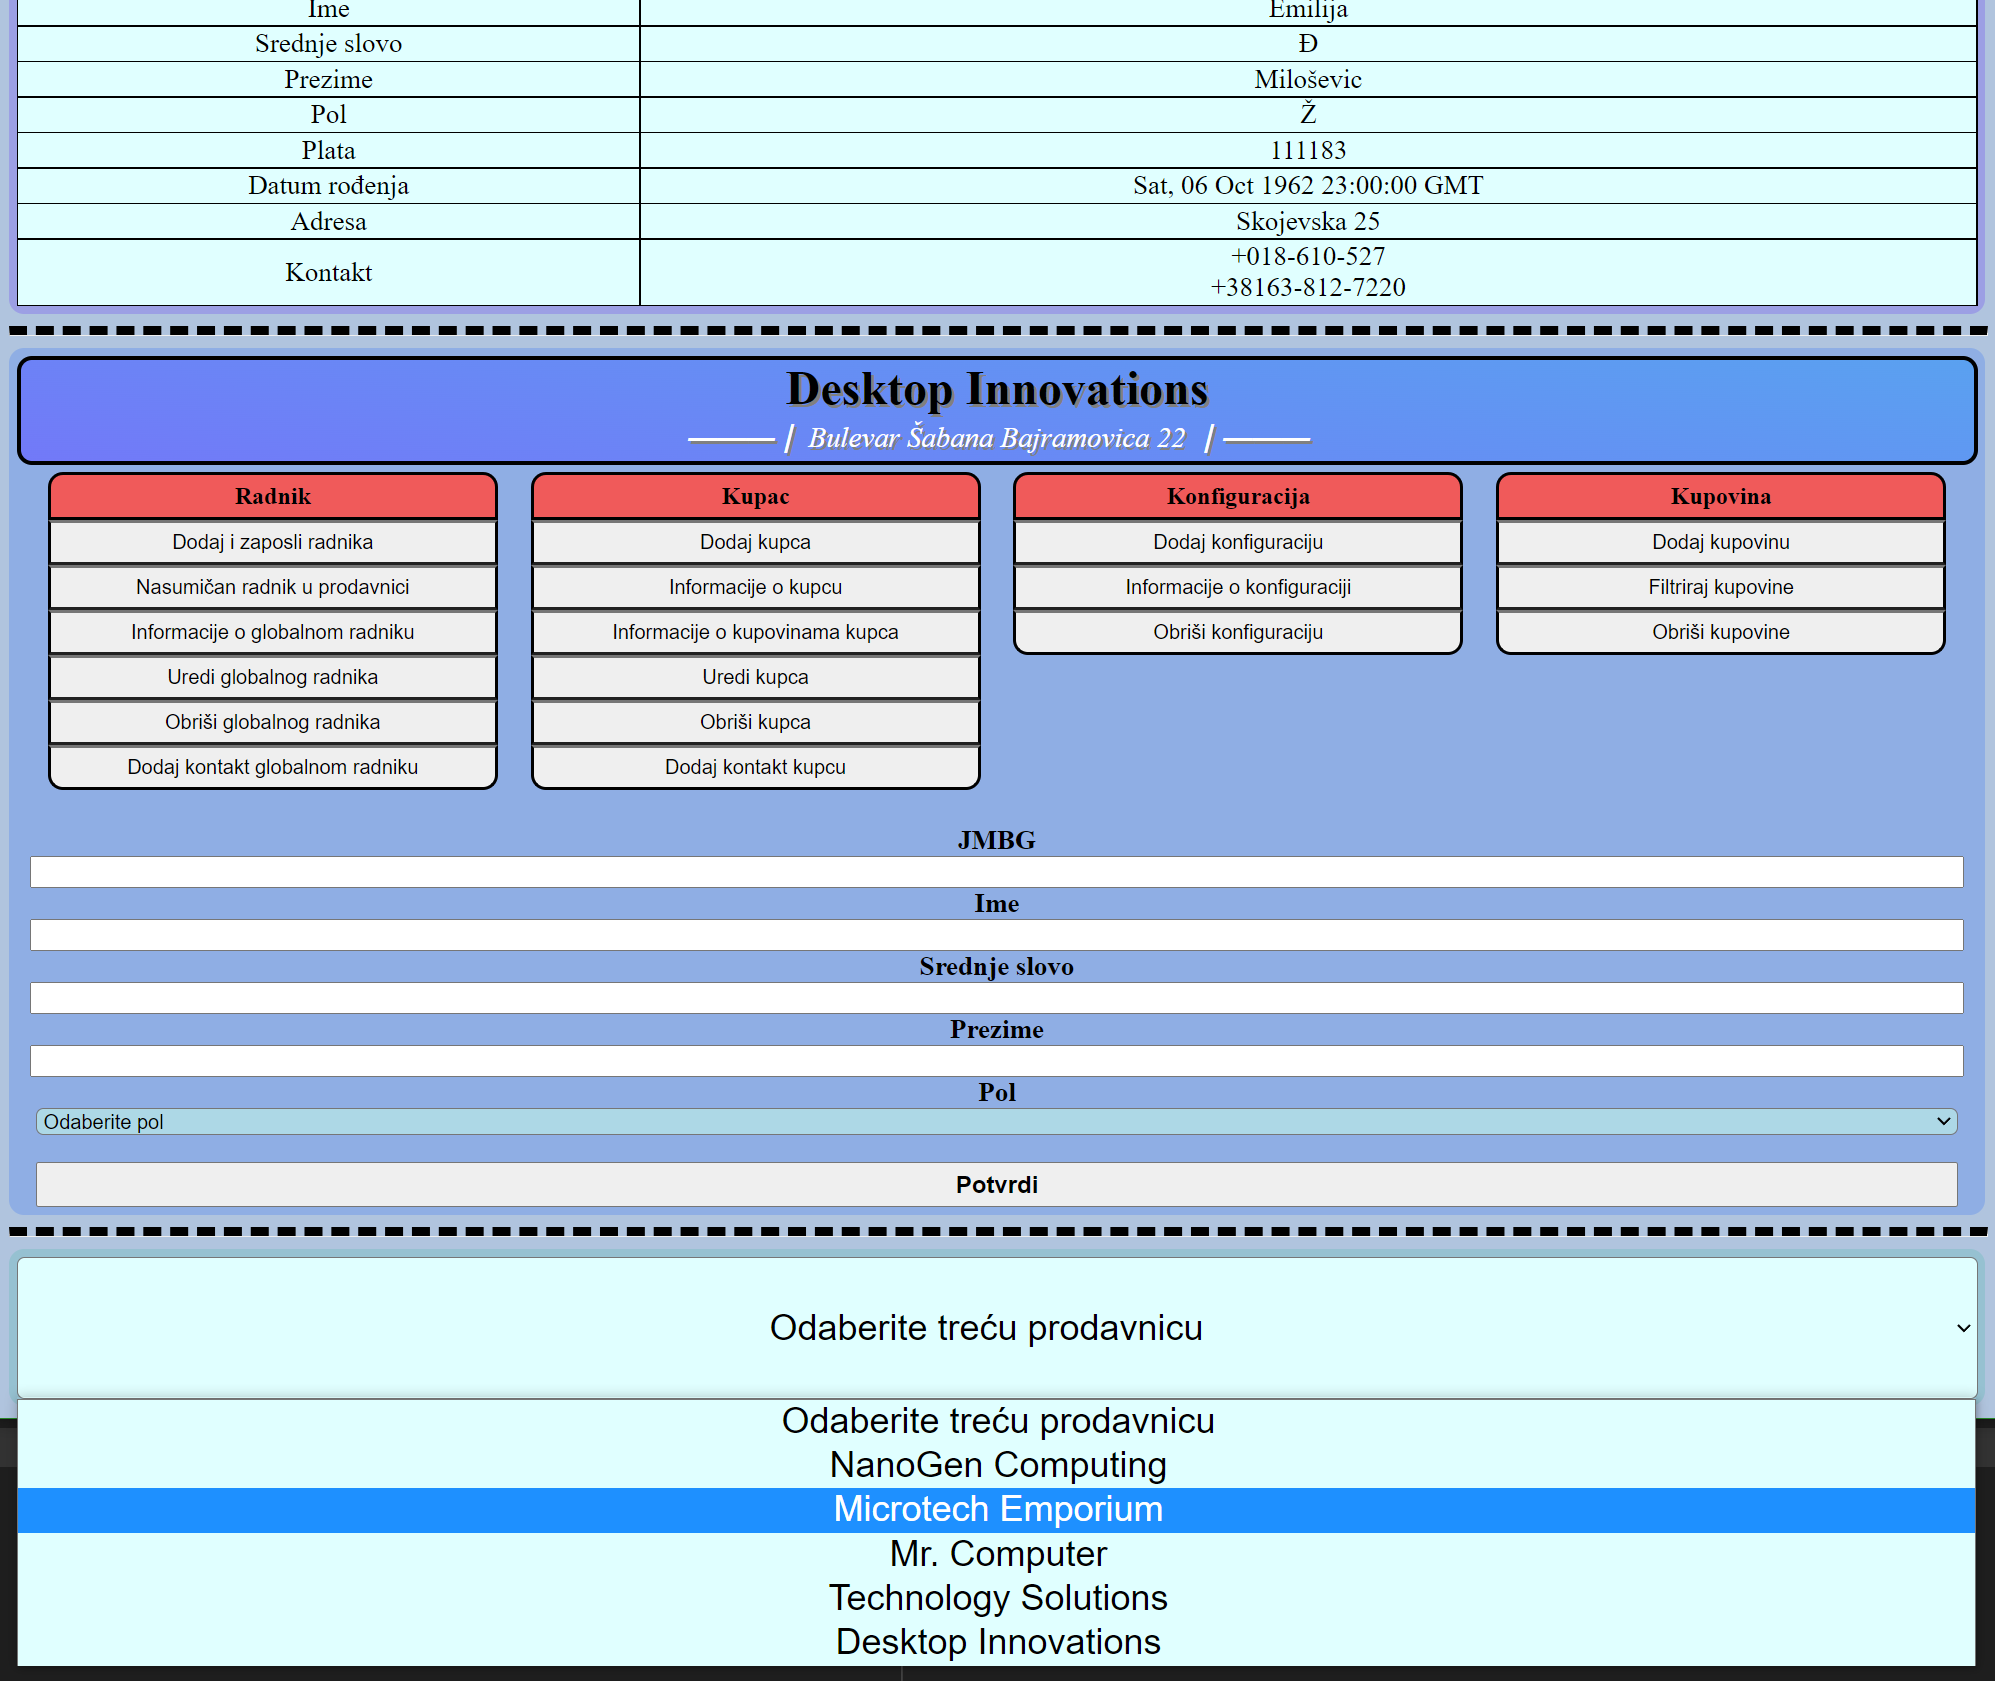 Ime Emilija
Srednje slovo Đ
Prezime Miloševic
Pol Ž
Plata 111183
Datum rođenja Sat, 06 Oct 1962 23:00:00 GMT
Adresa Skojevska 25
Kontakt +018-610-527
+38163-812-7220
Desktop Innovations
Bulevar Šabana Bajramovica 22
Radnik
Dodaj i zaposli radnika
Nasumičan radnik u prodavnici
Informacije o globalnom radniku
Uredi globalnog radnika
Obriši globalnog radnika
Dodaj kontakt globalnom radniku
Kupac
Dodaj kupca
Informacije o kupcu
Informacije o kupovinama kupca
Uredi kupca
Obriši kupca
Dodaj kontakt kupcu
Konfiguracija
Dodaj konfiguraciju
Informacije o konfiguraciji
Obriši konfiguraciju
Kupovina
Dodaj kupovinu
Filtriraj kupovine
Obriši kupovine
JMBG
Ime
Srednje slovo
Prezime
Pol
Odaberite pol
Potvrdi
Odaberite treću prodavnicu
Odaberite treću prodavnicu
NanoGen Computing
Microtech Emporium
Mr. Computer
Technology Solutions
Desktop Innovations